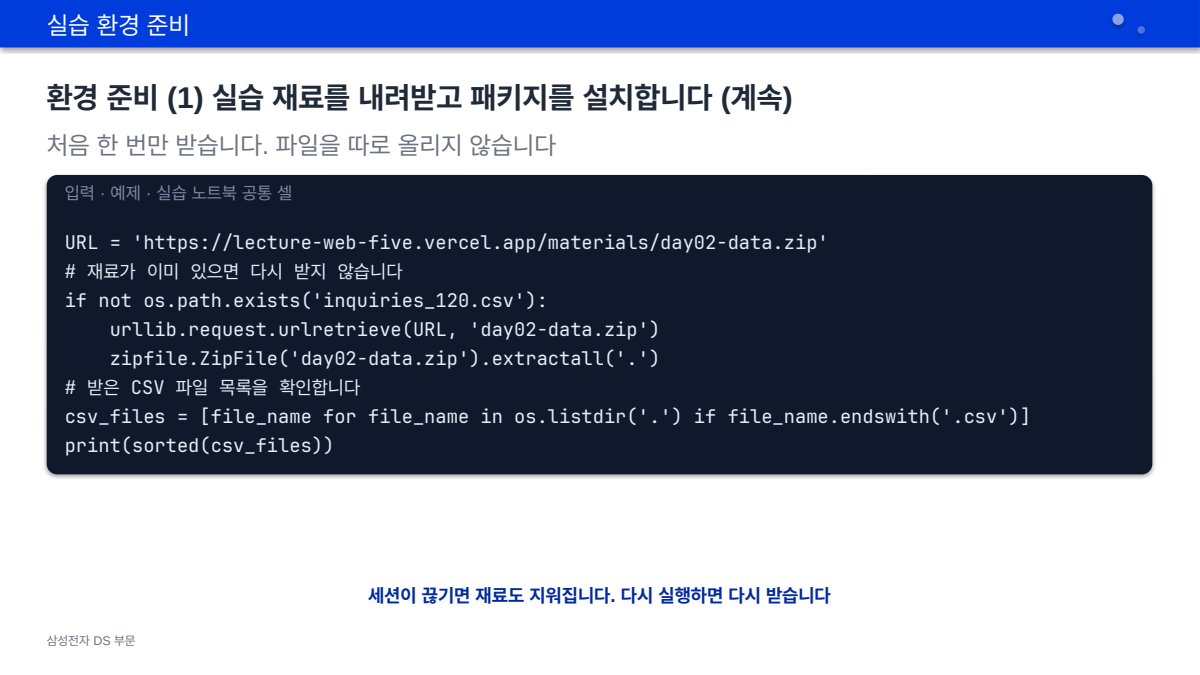 실습 환경 준비
환경 준비 (1) 실습 재료를 내려받고 패키지를 설치합니다 (계속)
처음 한 번만 받습니다. 파일을 따로 올리지 않습니다
입력 · 예제 · 실습 노트북 공통 셀
URL = 'https://lecture-web-five.vercel.app/materials/day02-data.zip'
# 재료가 이미 있으면 다시 받지 않습니다
if not os.path.exists('inquiries_120.csv'):
    urllib.request.urlretrieve(URL, 'day02-data.zip')
    zipfile.ZipFile('day02-data.zip').extractall('.')
# 받은 CSV 파일 목록을 확인합니다
csv_files = [file_name for file_name in os.listdir('.') if file_name.endswith('.csv')]
print(sorted(csv_files))
세션이 끊기면 재료도 지워집니다. 다시 실행하면 다시 받습니다
삼성전자 DS 부문